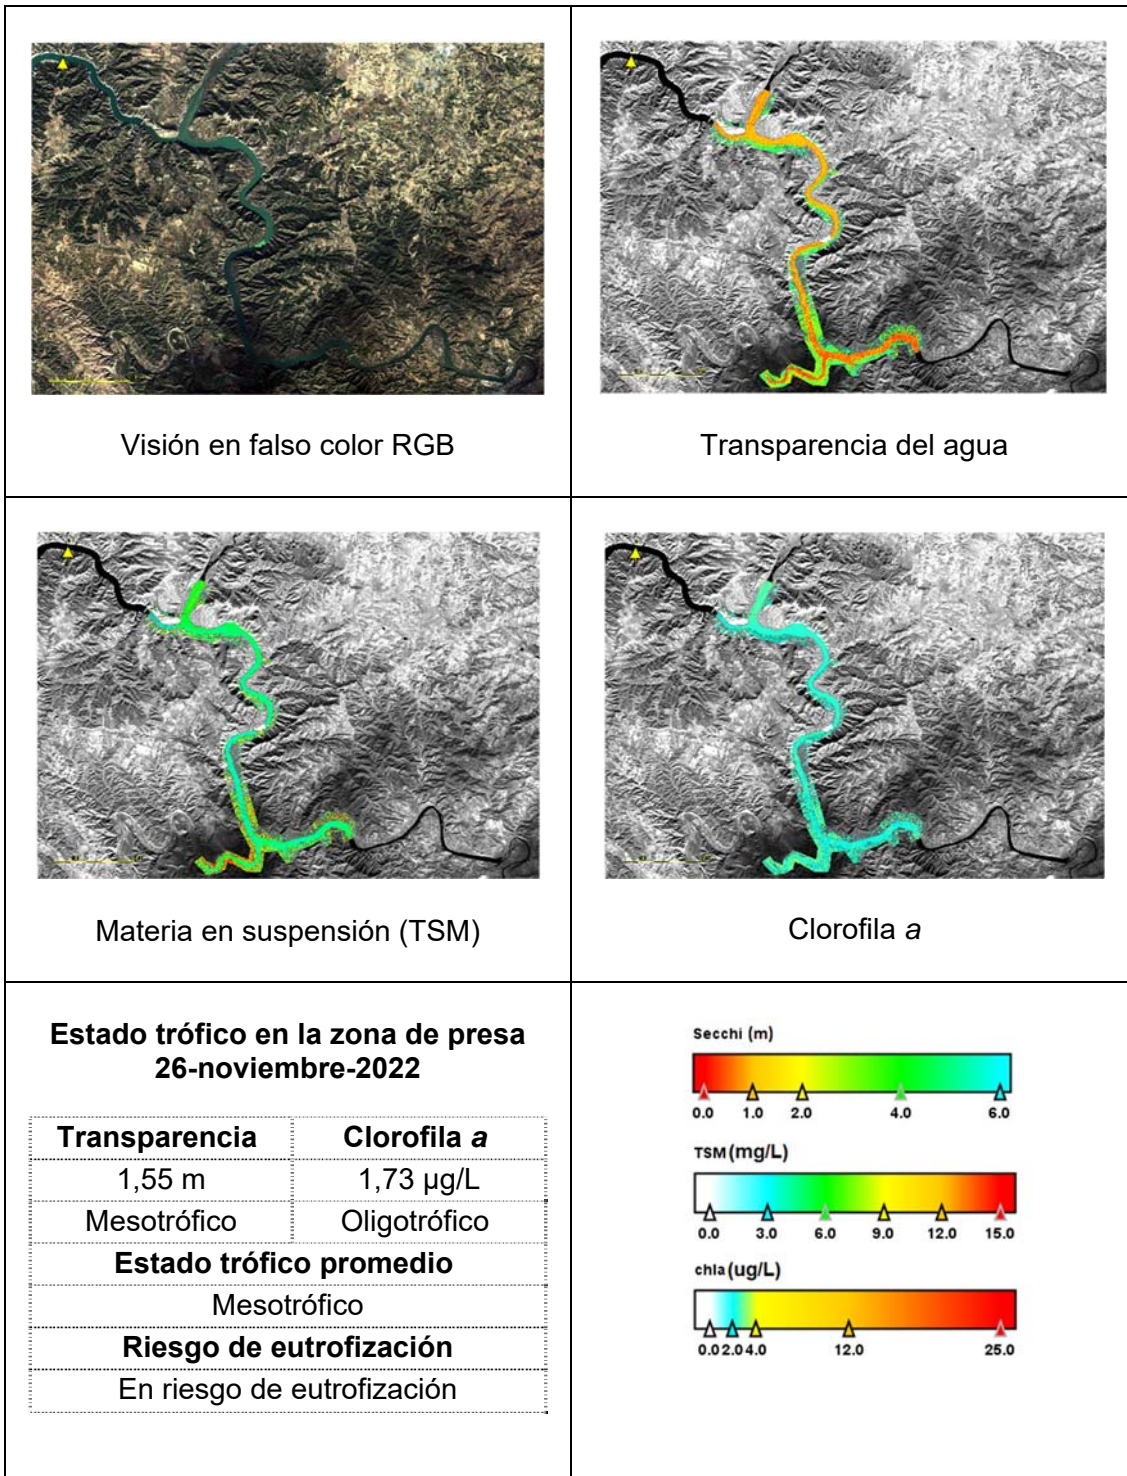 Visión en falso color RGB
Transparencia del agua
Materia en suspensión (TSM)
Clorofila a
Estado trófico en la zona de presa
26-noviembre-2022
Transparencia Clorofila a
1,55 m 1,73 µg/L
Mesotrófico Oligotrófico
Estado trófico promedio
Mesotrófico
Riesgo de eutrofización
En riesgo de eutrofización
Secchi (m)
0.0 1.0 2.0 4.0 6.0
TSM (mg/L)
0.0 3.0 6.0 9.0 12.0 15.0
chla (ug/L)
0.0 2.0 4.0 12.0 25.0